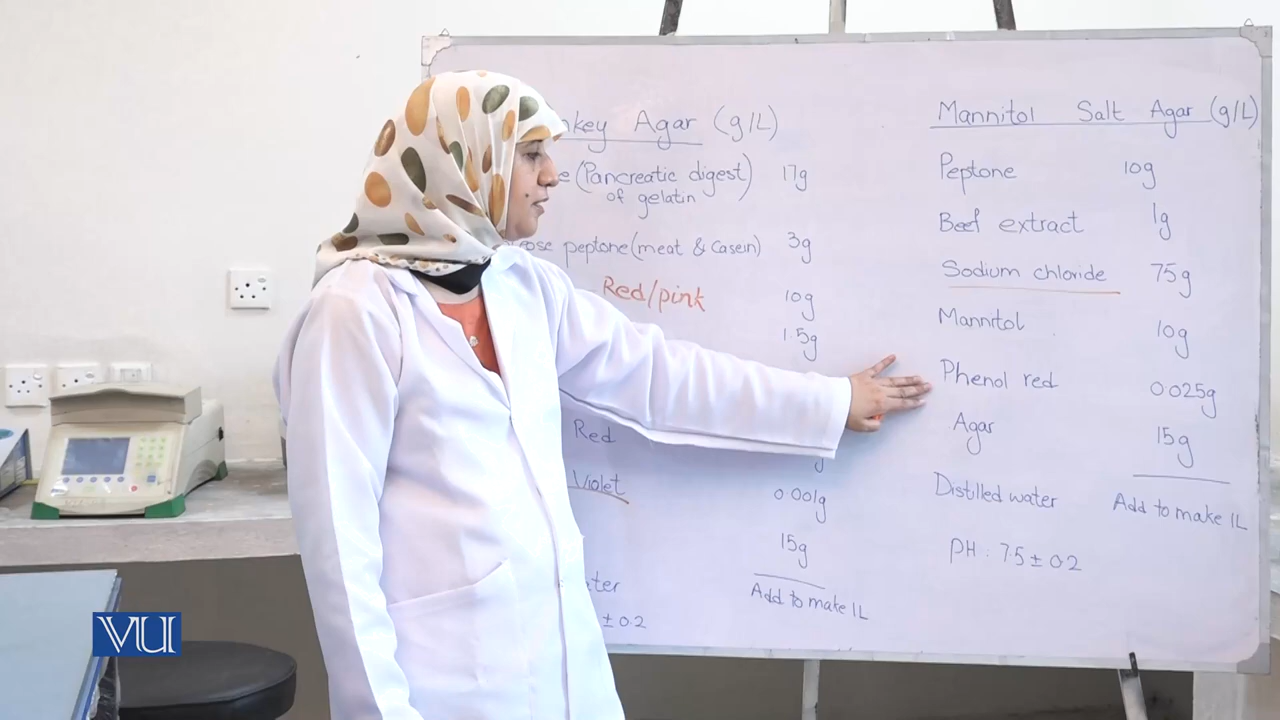 Agar (g/L)
(Pancreatic digest) 17g
of gelatin
peptone (meat & casein) 3g
Red/pink 10g
1.5g
Red
Violet 0.001g
15g
Add to make 1L
± 0.2
Mannitol Salt Agar (g/L)
Peptone 10g
Beef extract 1g
Sodium chloride 75g
Mannitol 10g
Phenol red 0.025g
Agar 15g
Distilled water Add to make 1L
PH : 7.5 ± 0.2
VU